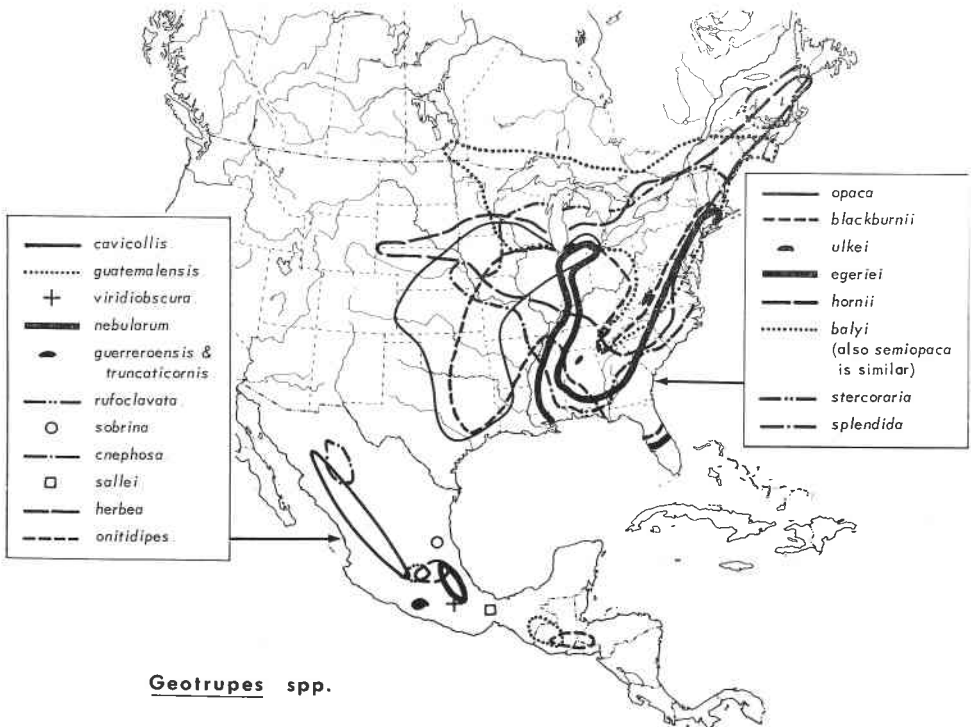 cavicollis
guatemalensis
viridiobscura
nebularum
guerreroensis &
truncaticornis
rufoclavata
sobrina
cnephosa
sallei
herbea
onitidipes
opaca
blackburnii
ulkei
egeriei
hornii
balyi
(also semiopaca
is similar)
stercoraria
splendida
Geotrupes spp.